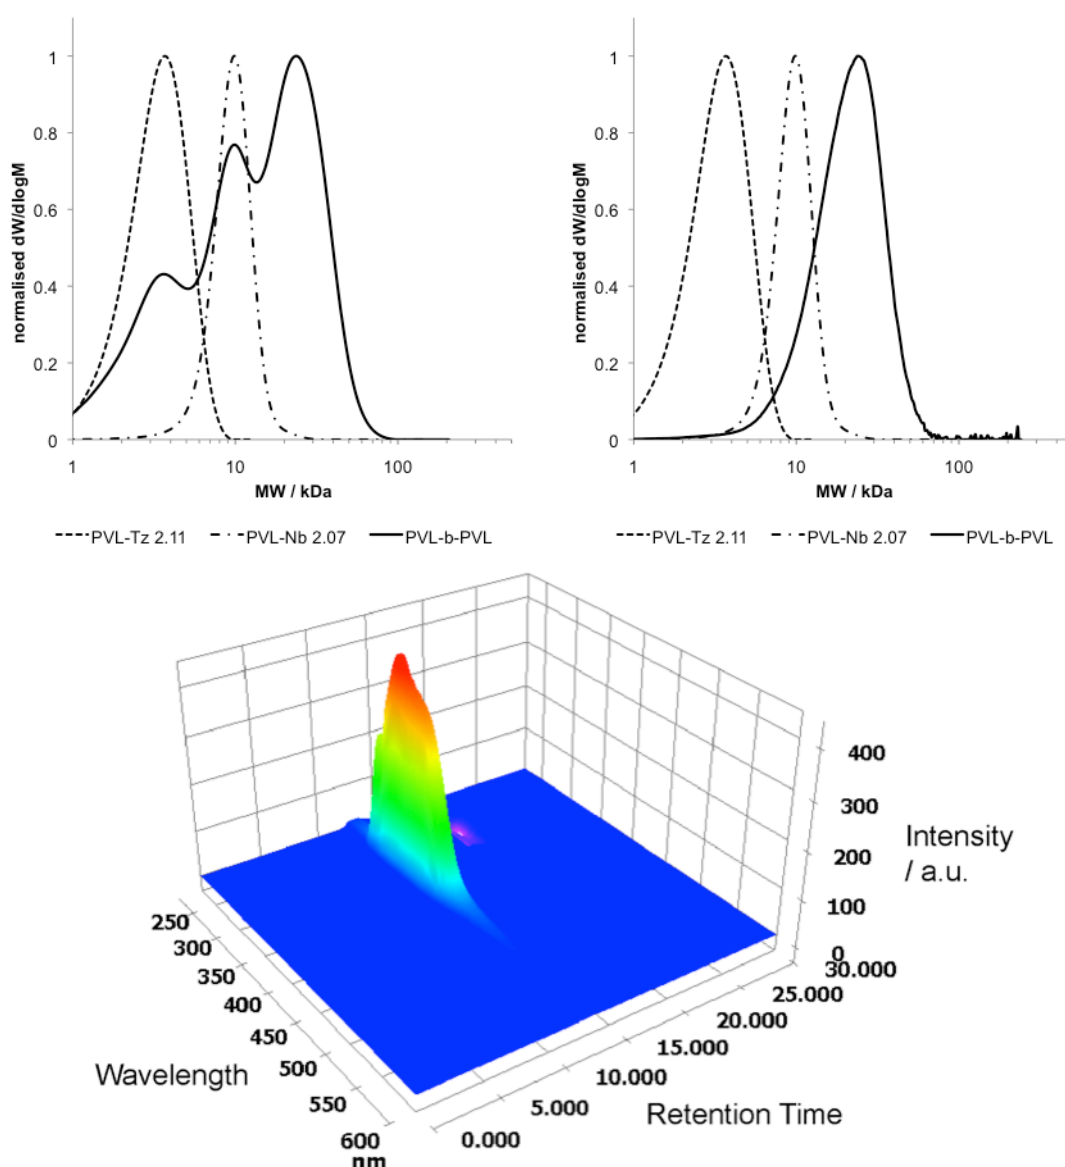 normalised dW/dlogM
1
0.8
0.6
0.4
0.2
0
1 10 100
MW / kDa
PVL-Tz 2.11 PVL-Nb 2.07 PVL-b-PVL
normalised dW/dlogM
1
0.8
0.6
0.4
0.2
0
1 10 100
MW / kDa
PVL-Tz 2.11 PVL-Nb 2.07 PVL-b-PVL
400
300
200
100
0
Intensity
/ a.u.
250
300
350
400
450
500
550
600
nm
Wavelength
30.000
25.000
20.000
15.000
10.000
5.000
0.000
Retention Time